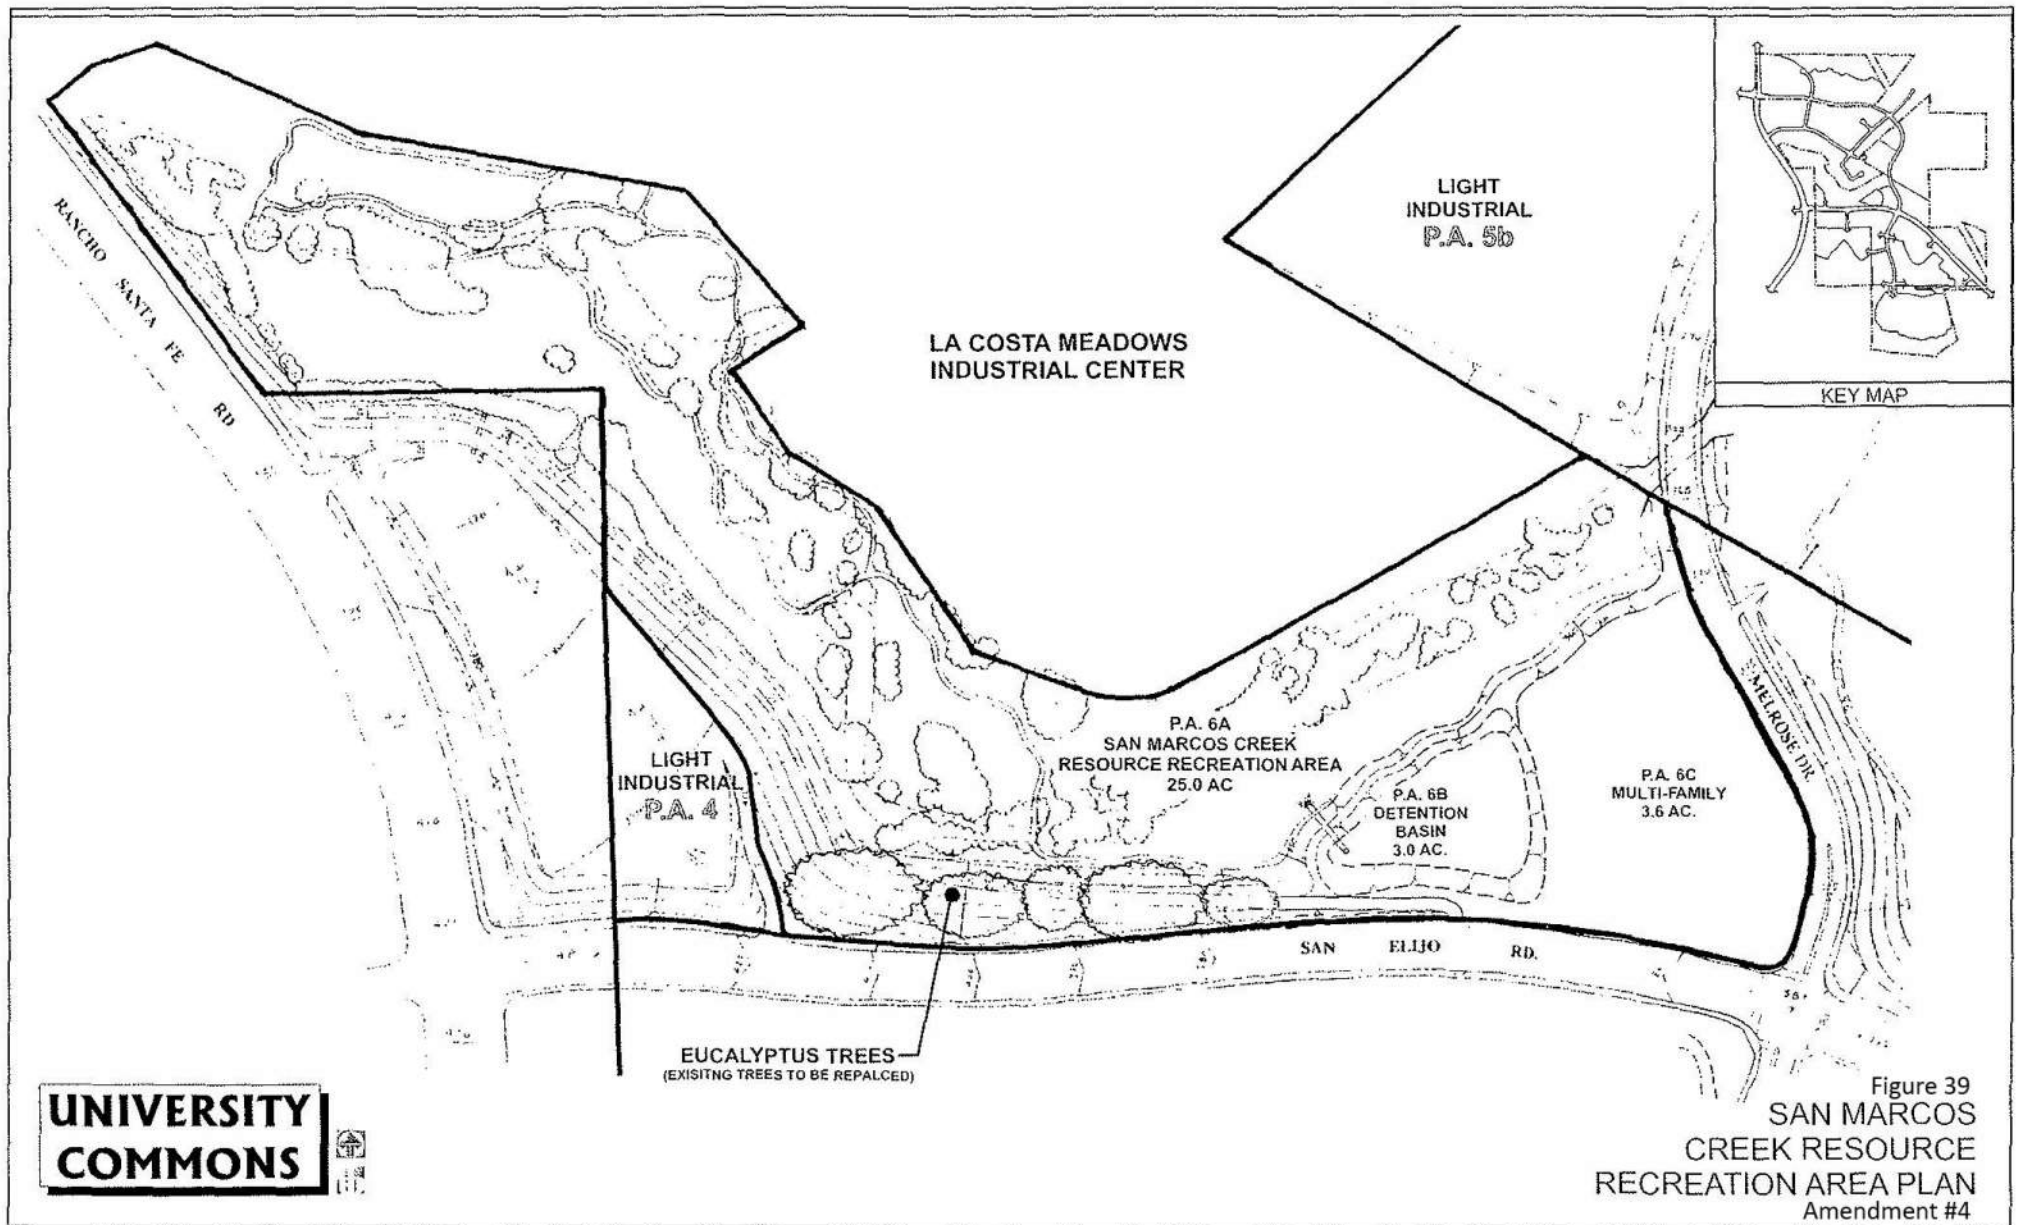 LIGHT
INDUSTRIAL
P.A. 5b
KEY MAP
RANCHO SANTA FE RD
LA COSTA MEADOWS
INDUSTRIAL CENTER
P.A. 6A
SAN MARCOS CREEK
RESOURCE RECREATION AREA
25.0 AC
LIGHT
INDUSTRIAL
P.A. 4
P.A. 6B
DETENTION
BASIN
3.0 AC.
P.A. 6C
MULTI-FAMILY
3.6 AC.
MELROSE DR.
SAN ELIJO RD.
EUCALYPTUS TREES
(EXISITNG TREES TO BE REPALCED)
UNIVERSITY
COMMONS
Figure 39
SAN MARCOS
CREEK RESOURCE
RECREATION AREA PLAN
Amendment #4